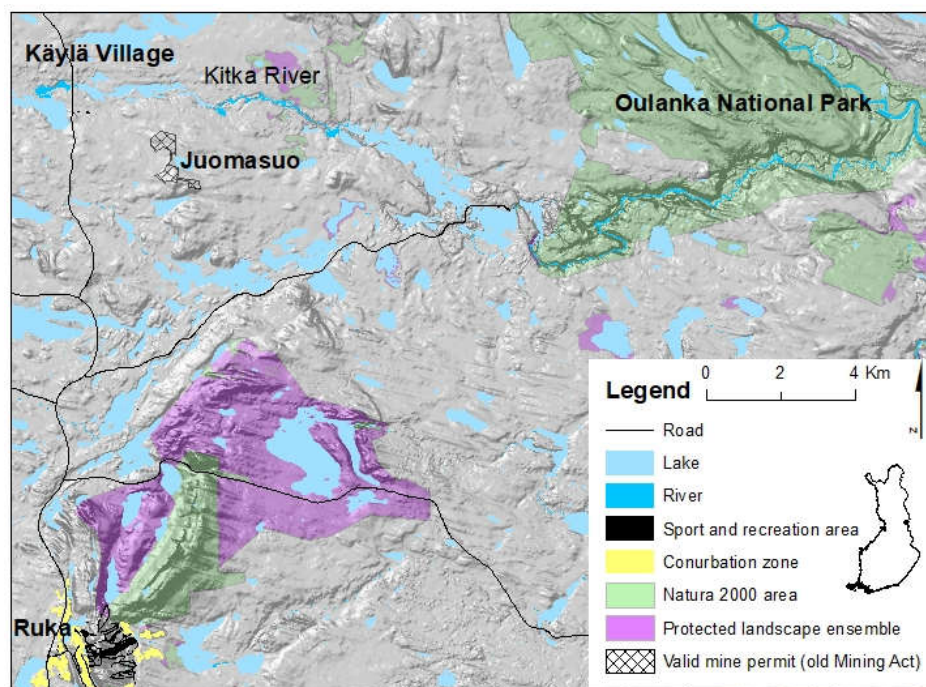 Käylä Village
Kitka River
Oulanka National Park
Juomasuo
Ruka
Legend
0 2 4 Km
Road
Lake
River
Sport and recreation area
Conurbation zone
Natura 2000 area
Protected landscape ensemble
Valid mine permit (old Mining Act)
N